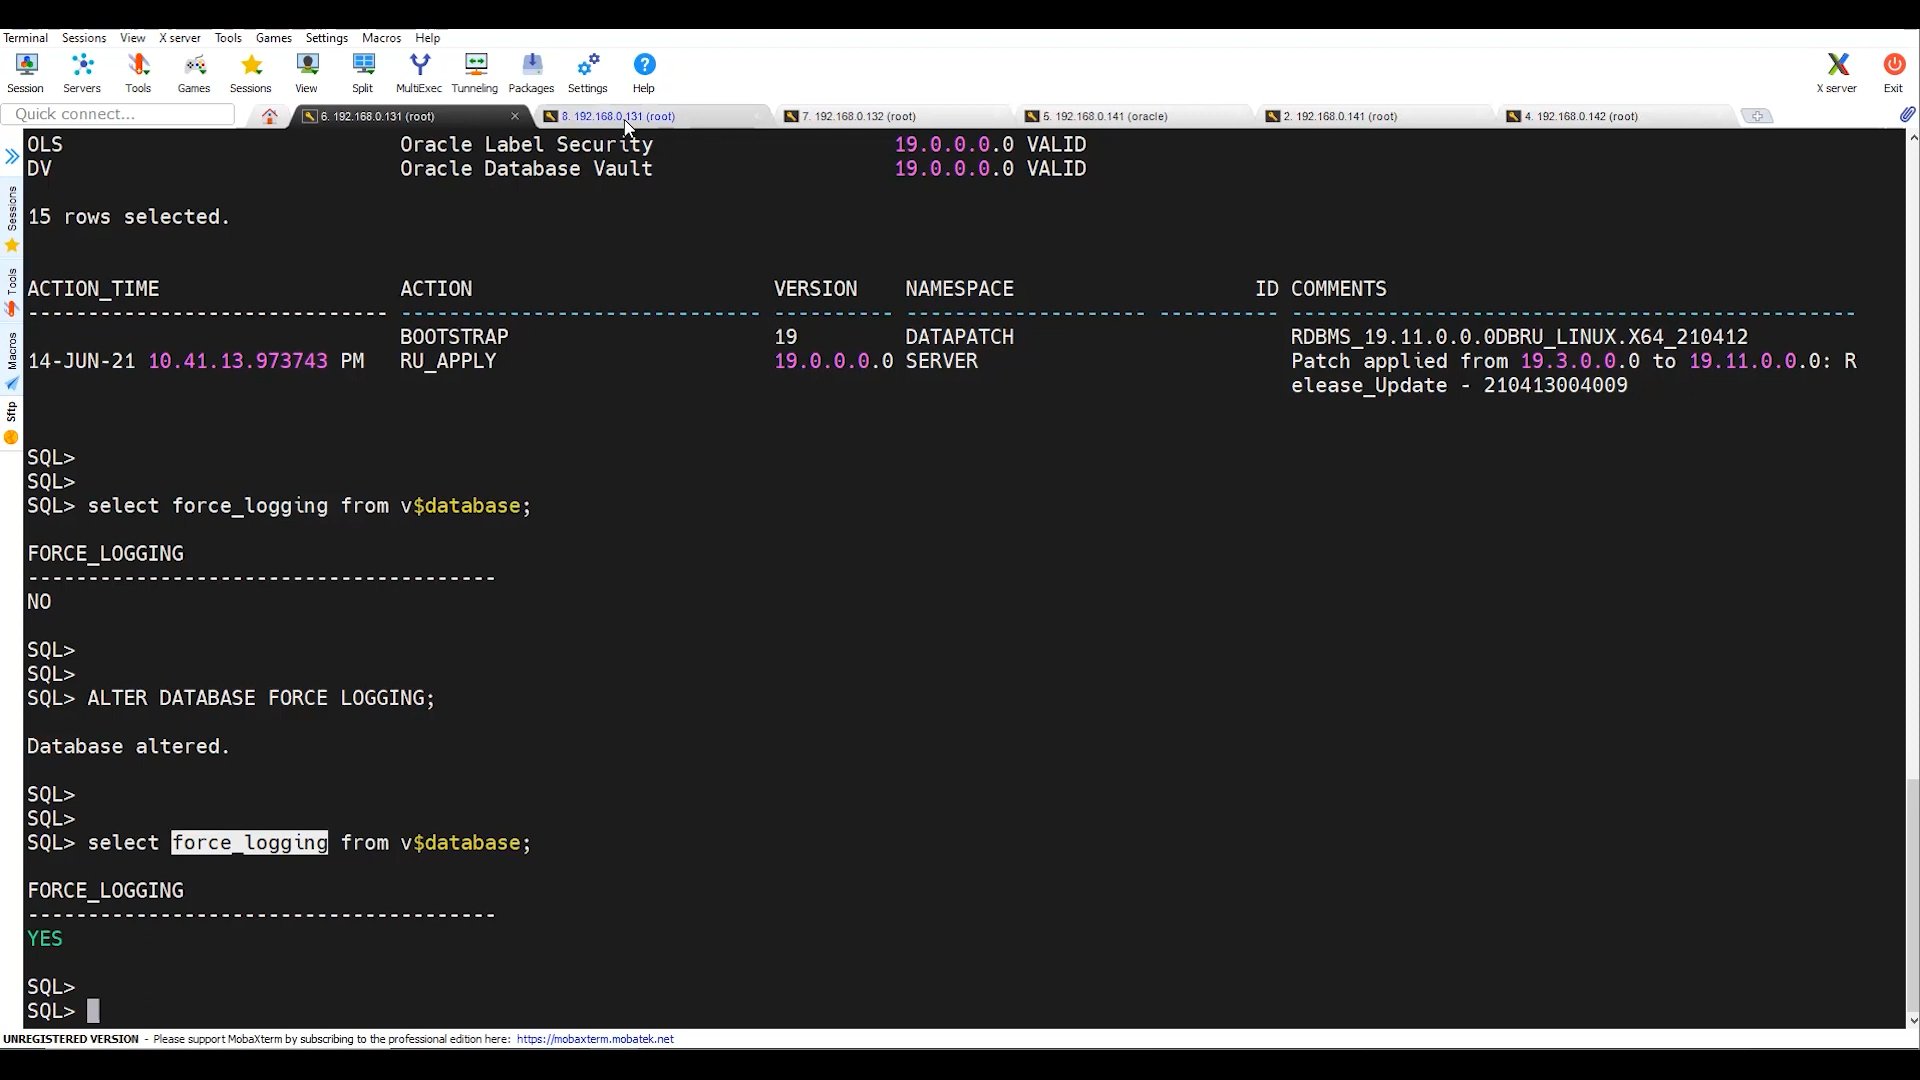 Terminal Sessions View X server Tools Games Settings Macros Help
Session Servers Tools Games Sessions View Split MultiExec Tunneling Packages Settings Help X server Exit
Quick connect... 6. 192.168.0.131 (root) 8. 192.168.0.131 (root) 7. 192.168.0.132 (root) 5. 192.168.0.141 (oracle) 2. 192.168.0.141 (root) 4. 192.168.0.142 (root)
Sessions
Tools
Macros
Sftp
OLS Oracle Label Security 19.0.0.0.0 VALID
DV Oracle Database Vault 19.0.0.0.0 VALID
15 rows selected.
ACTION_TIME ACTION VERSION NAMESPACE ID COMMENTS
------------------------------ ------------------------------ ---------- -------------------- ---------- -----------------------------------------------
BOOTSTRAP 19 DATAPATCH RDBMS_19.11.0.0.0DBRU_LINUX.X64_210412
14-JUN-21 10.41.13.973743 PM RU_APPLY 19.0.0.0.0 SERVER Patch applied from 19.3.0.0.0 to 19.11.0.0.0: R
elease_Update - 210413004009
SQL>
SQL>
SQL> select force_logging from v$database;
FORCE_LOGGING
---------------------------------------
NO
SQL>
SQL>
SQL> ALTER DATABASE FORCE LOGGING;
Database altered.
SQL>
SQL>
SQL> select force_logging from v$database;
FORCE_LOGGING
---------------------------------------
YES
SQL>
SQL>
UNREGISTERED VERSION - Please support MobaXterm by subscribing to the professional edition here: https://mobaxterm.mobatek.net